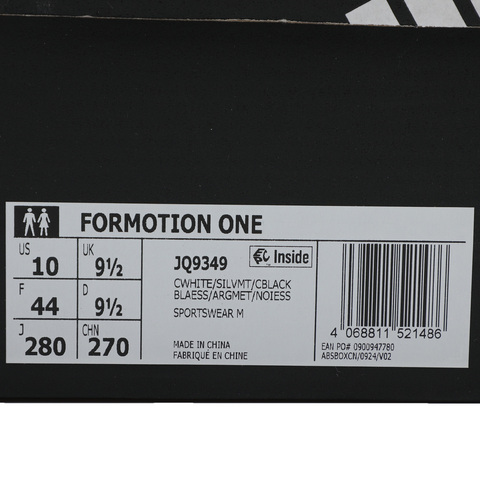 FORMOTION ONE
US 10 UK 9½
F 44 D 9½
J 280 CHN 270
JQ9349 Inside
CWHITE/SILVMT/CBLACK
BLAESS/ARGMET/NOIESS
SPORTSWEAR M
MADE IN CHINA
FABRIQUÉ EN CHINE
4 068811 521486
EAN PO# 0900947780
ABSBOXCN/0924/V02